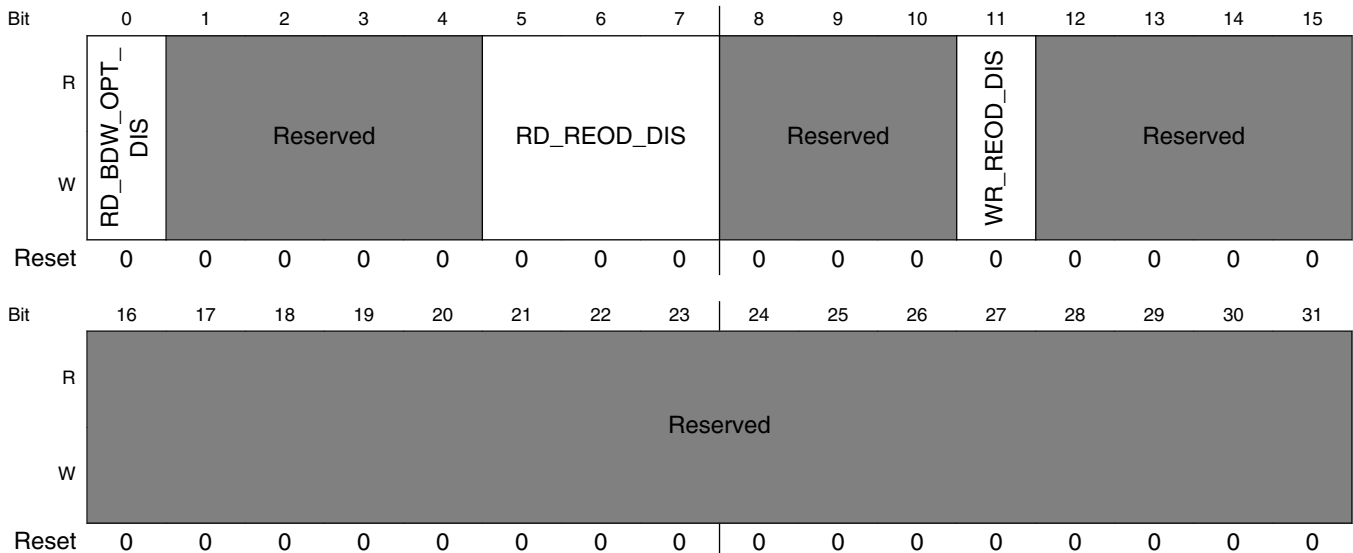 Bit 0 1 2 3 4 5 6 7 8 9 10 11 12 13 14 15
R
W
RD_BDW_OPT_
DIS
Reserved
RD_REOD_DIS
Reserved
WR_REOD_DIS
Reserved
Reset 0 0 0 0 0 0 0 0 0 0 0 0 0 0 0 0
Bit 16 17 18 19 20 21 22 23 24 25 26 27 28 29 30 31
R
W
Reserved
Reset 0 0 0 0 0 0 0 0 0 0 0 0 0 0 0 0